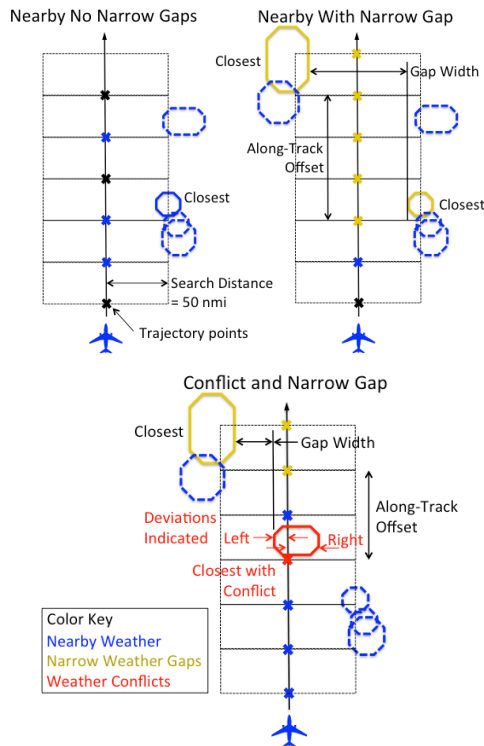 Nearby No Narrow Gaps
Closest
Search Distance
= 50 nmi
Trajectory points
Nearby With Narrow Gap
Closest
Gap Width
Along-Track
Offset
Closest
Conflict and Narrow Gap
Closest
Gap Width
Along-Track
Offset
Deviations
Indicated
Left
Right
Closest with
Conflict
Color Key
Nearby Weather
Narrow Weather Gaps
Weather Conflicts